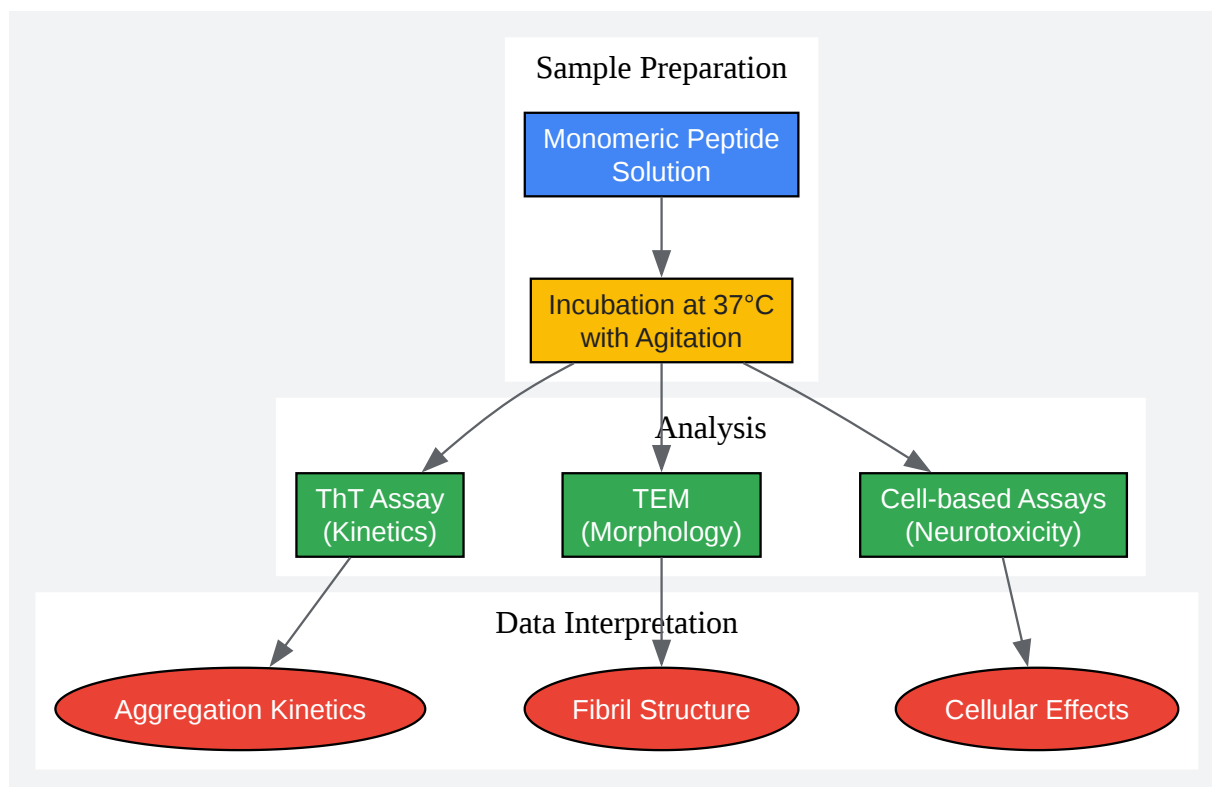 Sample Preparation
Monomeric Peptide
Solution
Incubation at 37°C
with Agitation
Analysis
ThT Assay
(Kinetics)
TEM
(Morphology)
Cell-based Assays
(Neurotoxicity)
Data Interpretation
Aggregation Kinetics
Fibril Structure
Cellular Effects